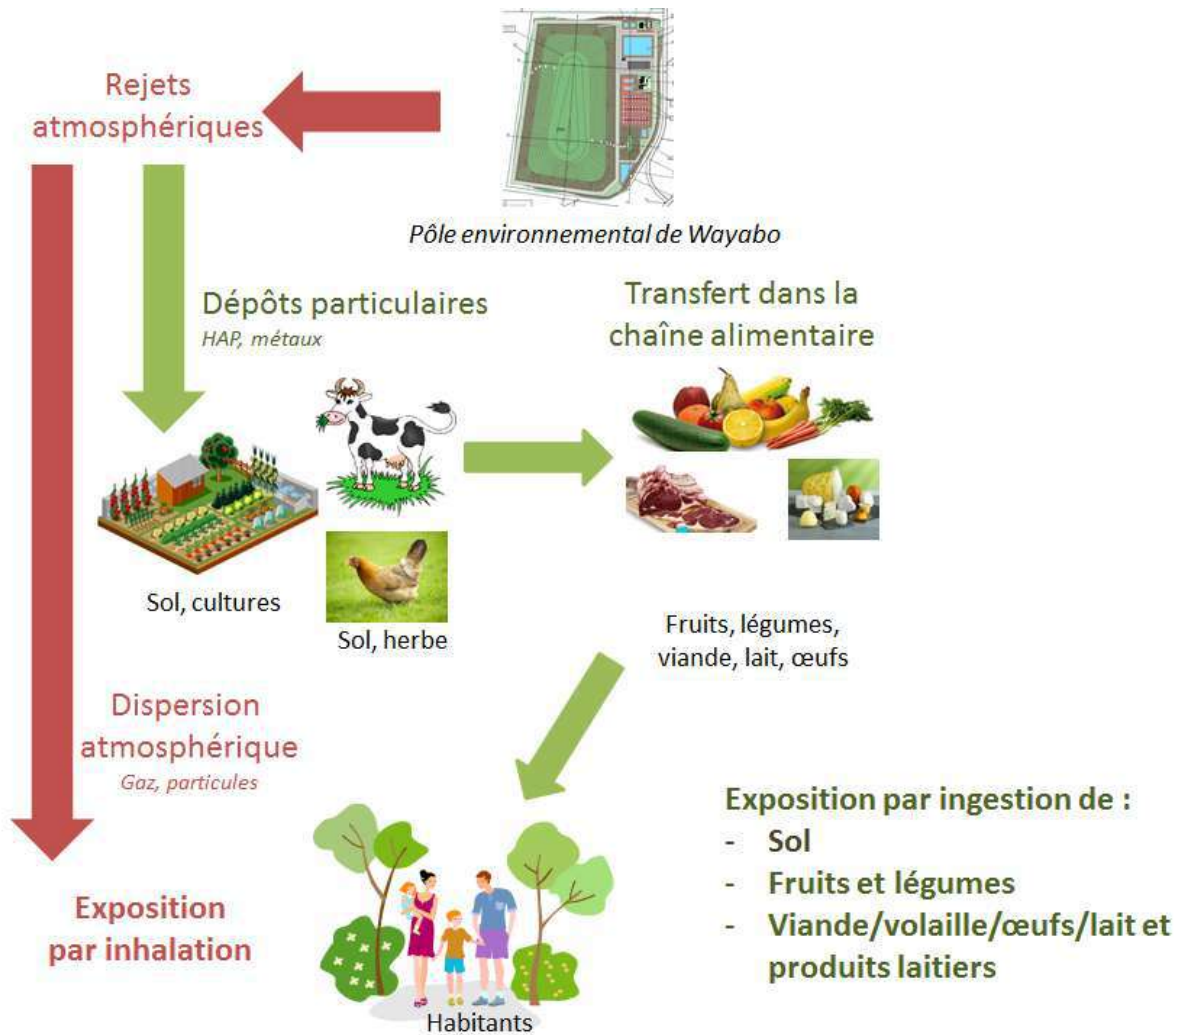 Rejets
atmosphériques
Pôle environnemental de Wayabo
Dépôts particulaires
HAP, métaux
Transfert dans la
chaîne alimentaire
Sol, cultures
Sol, herbe
Fruits, légumes,
viande, lait, œufs
Dispersion
atmosphérique
Gaz, particules
Exposition
par inhalation
Habitants
Exposition par ingestion de :
- Sol
- Fruits et légumes
- Viande/volaille/œufs/lait et
produits laitiers